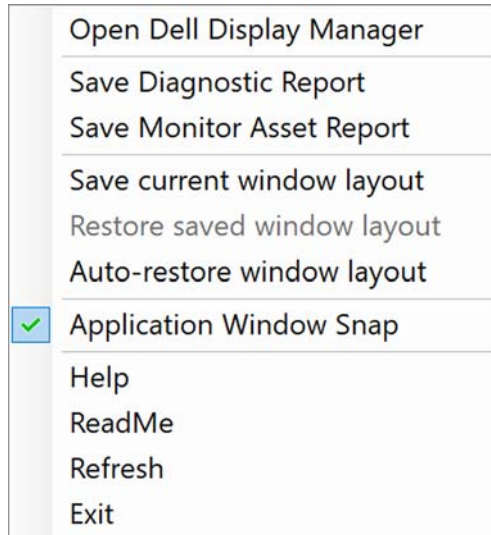 Open Dell Display Manager
Save Diagnostic Report
Save Monitor Asset Report
Save current window layout
Restore saved window layout
Auto-restore window layout
Application Window Snap
Help
ReadMe
Refresh
Exit